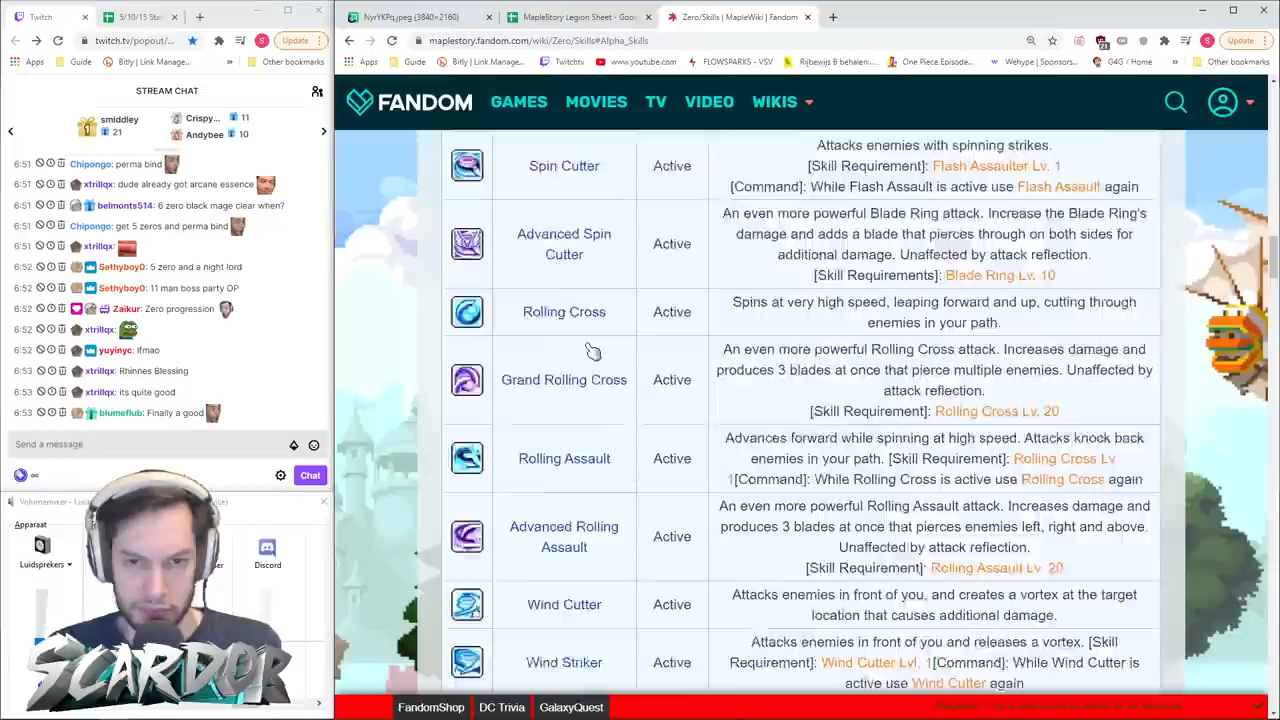 Twitch
5/10/15 Sta
NyrYKPq.jpeg (3840×2160)
MapleStory Legion Sheet - Goo
Zero/Skills | MapleWiki | Fandom
twitch.tv/popout/
S
Update
maplestory.fandom.com/wiki/Zero/Skills#Alpha_Skills
21
S
Update
Apps
Guide
Bitly | Link Manage...
»
Other bookmarks
Apps
Guide
Bitly | Link Manage...
Twitchtv
www.youtube.com
FLOWSPARKS - VSV
Rijbewijs B behalen:...
One Piece Episode...
Wehype | Sponsors...
G4G / Home
»
Other bookmarks
STREAM CHAT
1
smiddley
21
Crispy...
11
Andybee
10
6:51 Chipongo: perma bind
6:51 xtrillqx: dude already got arcane essence
6:51 belmonts514: 6 zero black mage clear when?
6:51 Chipongo: get 5 zeros and perma bind
6:51 xtrillqx:
6:52 Sethyboy0: 5 zero and a night lord
6:52 Sethyboy0: 11 man boss party OP
6:52 Zaikur: Zero progression
6:52 xtrillqx:
6:52 yuyinyc: lfmao
6:53 xtrillqx: Rhinnes Blessing
6:53 xtrillqx: its quite good
6:53 blumeflub: Finally a good
Send a message
∞
Chat
Volumemixer - Lui
Apparaat
Luidsprekers
Discord
SCARDOR
FANDOM
GAMES
MOVIES
TV
VIDEO
WIKIS
Spin Cutter
Active
Attacks enemies with spinning strikes.
[Skill Requirement]: Flash Assaulter Lv. 1
[Command]: While Flash Assault is active use Flash Assault again
Advanced Spin
Cutter
Active
An even more powerful Blade Ring attack. Increase the Blade Ring's
damage and adds a blade that pierces through on both sides for
additional damage. Unaffected by attack reflection.
[Skill Requirements]: Blade Ring Lv. 10
Rolling Cross
Active
Spins at very high speed, leaping forward and up, cutting through
enemies in your path.
Grand Rolling Cross
Active
An even more powerful Rolling Cross attack. Increases damage and
produces 3 blades at once that pierce multiple enemies. Unaffected by
attack reflection.
[Skill Requirement]: Rolling Cross Lv. 20
Rolling Assault
Active
Advances forward while spinning at high speed. Attacks knock back
enemies in your path. [Skill Requirement]: Rolling Cross Lv
1[Command]: While Rolling Cross is active use Rolling Cross again
Advanced Rolling
Assault
Active
An even more powerful Rolling Assault attack. Increases damage and
produces 3 blades at once that pierces enemies left, right and above.
Unaffected by attack reflection.
[Skill Requirement]: Rolling Assault Lv. 20
Wind Cutter
Active
Attacks enemies in front of you, and creates a vortex at the target
location that causes additional damage.
Wind Striker
Active
Attacks enemies in front of you and releases a vortex. [Skill
Requirement]: Wind Cutter Lvl. 1[Command]: While Wind Cutter is
active use Wind Cutter again
FandomShop
DC Trivia
GalaxyQuest